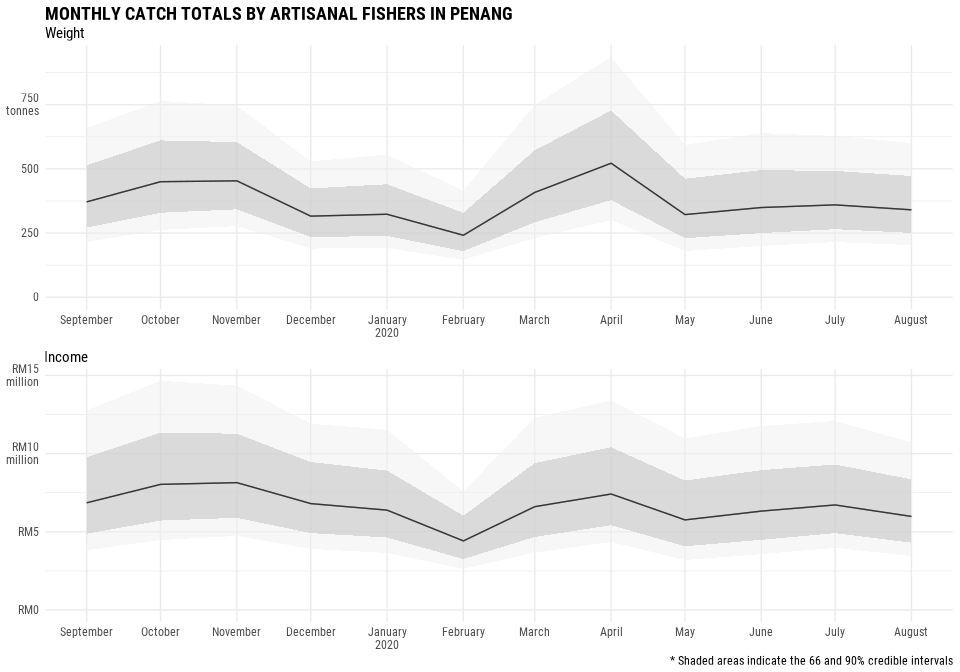 MONTHLY CATCH TOTALS BY ARTISANAL FISHERS IN PENANG
Weight
750
tonnes
500
250
0
September October November December January February March April May June July August
2020
Income
RM15
million
RM10
million
RM5
RM0
September October November December January February March April May June July August
2020
* Shaded areas indicate the 66 and 90% credible intervals